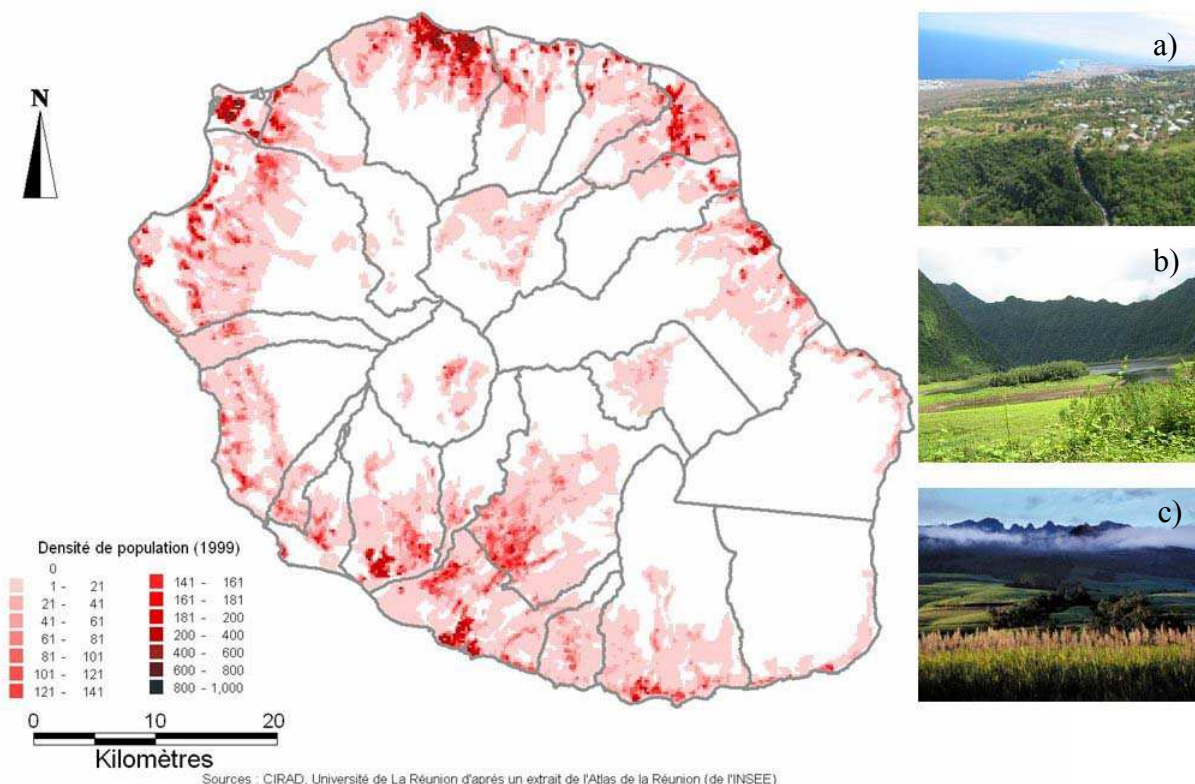 N
a)
b)
c)
Densité de population (1999)
0
1 - 21
21 - 41
41 - 61
61 - 81
81 - 101
101 - 121
121 - 141
141 - 161
161 - 181
181 - 200
200 - 400
400 - 600
600 - 800
800 - 1,000
0 10 20
Kilomètres
Sources : CIRAD, Université de La Réunion d'après un extrait de l'Atlas de la Réunion (de l'INSEE)